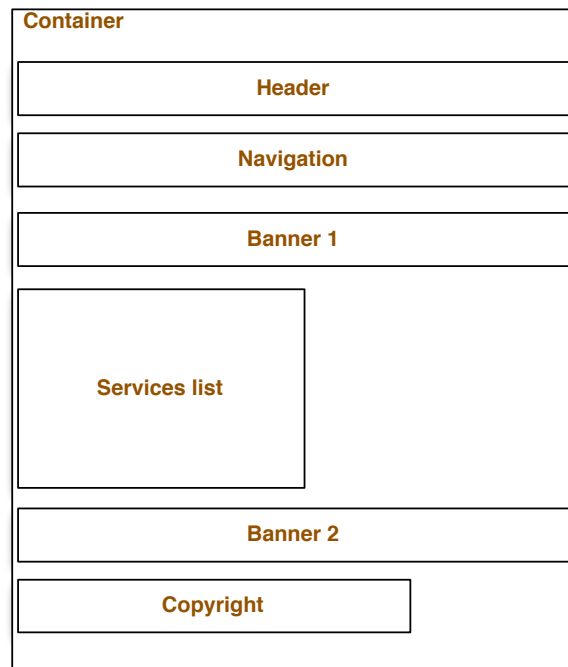 Container
Header
Navigation
Banner 1
Services list
Banner 2
Copyright